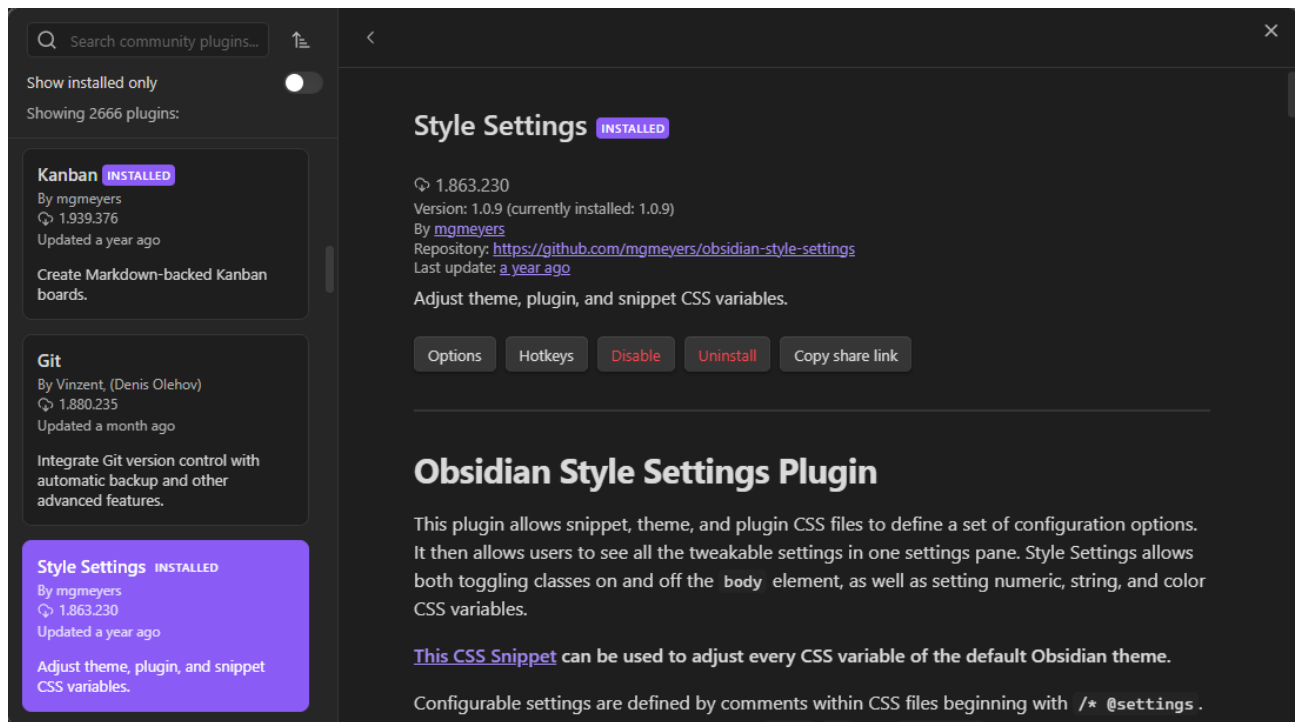 Search community plugins...
Show installed only
Showing 2666 plugins:
Kanban INSTALLED
By mgmeyers
1.939.376
Updated a year ago
Create Markdown-backed Kanban
boards.
Git
By Vinzent, (Denis Olehov)
1.880.235
Updated a month ago
Integrate Git version control with
automatic backup and other
advanced features.
Style Settings INSTALLED
By mgmeyers
1.863.230
Updated a year ago
Adjust theme, plugin, and snippet
CSS variables.
Style Settings INSTALLED
1.863.230
Version: 1.0.9 (currently installed: 1.0.9)
By mgmeyers
Repository: https://github.com/mgmeyers/obsidian-style-settings
Last update: a year ago
Adjust theme, plugin, and snippet CSS variables.
Options Hotkeys Disable Uninstall Copy share link
Obsidian Style Settings Plugin
This plugin allows snippet, theme, and plugin CSS files to define a set of configuration options.
It then allows users to see all the tweakable settings in one settings pane. Style Settings allows
both toggling classes on and off the body element, as well as setting numeric, string, and color
CSS variables.
This CSS Snippet can be used to adjust every CSS variable of the default Obsidian theme.
Configurable settings are defined by comments within CSS files beginning with /* @settings.